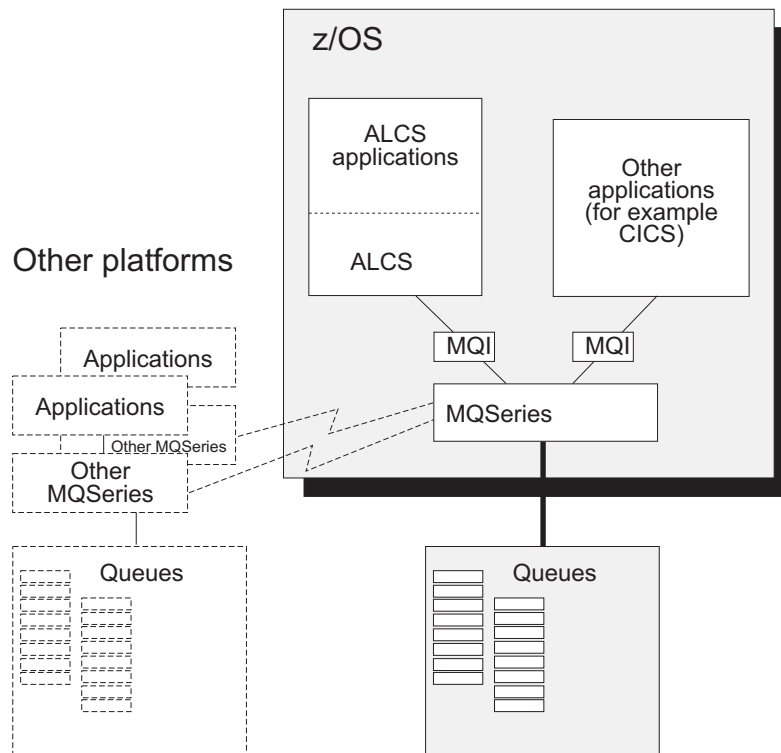 z/OS
ALCS
applications
ALCS
Other
applications
(for example
CICS)
MQI
MQI
MQSeries
Other platforms
Applications
Applications
Other MQSeries
Other
MQSeries
Queues
Queues